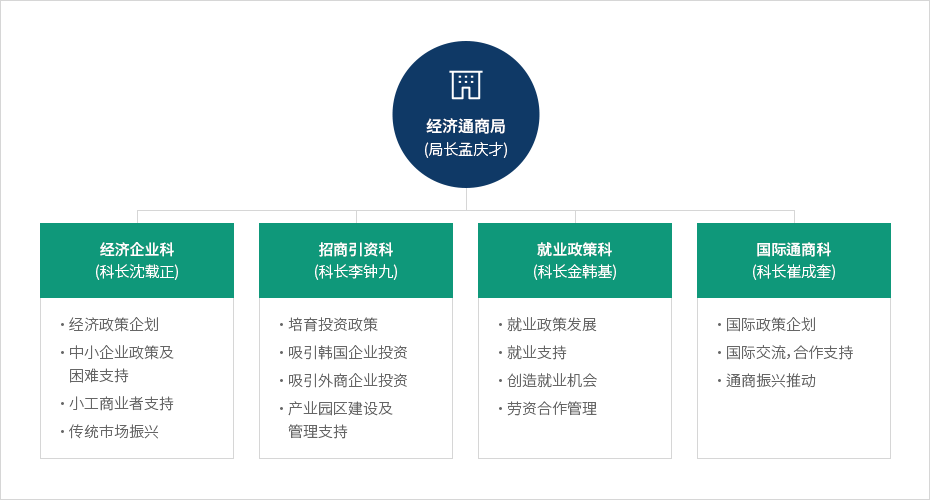 经济通商局
(局长孟庆才)
经济企业科
(科长沈载正)
· 经济政策企划
· 中小企业政策及
困难支持
· 小工商业者支持
· 传统市场振兴
招商引资科
(科长李钟九)
· 培育投资政策
· 吸引韩国企业投资
· 吸引外商企业投资
· 产业园区建设及
管理支持
就业政策科
(科长金韩基)
· 就业政策发展
· 就业支持
· 创造就业机会
· 劳资合作管理
国际通商科
(科长崔成奎)
· 国际政策企划
· 国际交流, 合作支持
· 通商振兴推动